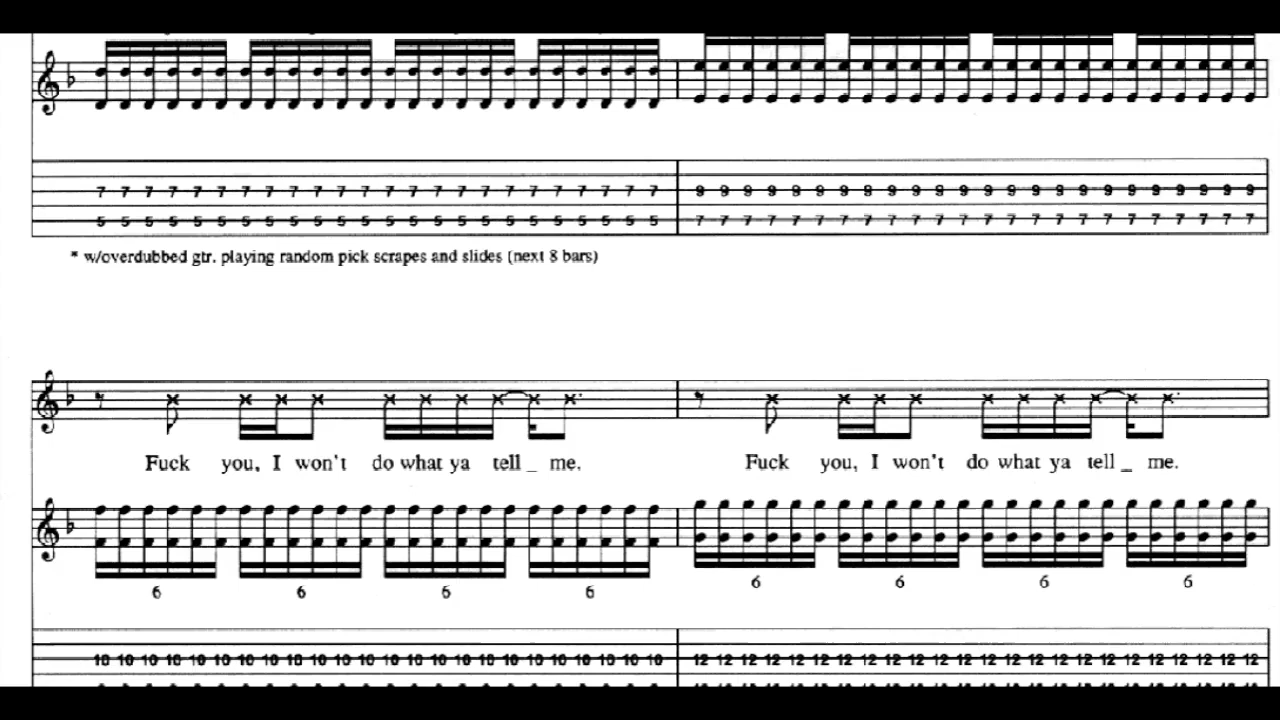 7 7 7 7 7 7 7 7 7 7 7 7 7 7 7 7 7 7 7 7 7 7 7 7 9 9 9 9 9 9 9 9 9 9 9 9 9 9 9 9 9 9 9 9 9 9 9 9
5 5 5 5 5 5 5 5 5 5 5 5 5 5 5 5 5 5 5 5 5 5 5 5 7 7 7 7 7 7 7 7 7 7 7 7 7 7 7 7 7 7 7 7 7 7 7 7
* w/overdubbed gtr. playing random pick scrapes and slides (next 8 bars)
Fuck you, I won't do what ya tell _ me. Fuck you, I won't do what ya tell _ me.
6 6 6 6 6 6 6 6
10 10 10 10 10 10 10 10 10 10 10 10 10 10 10 10 10 10 10 10 10 10 10 10 12 12 12 12 12 12 12 12 12 12 12 12 12 12 12 12 12 12 12 12 12 12 12 12